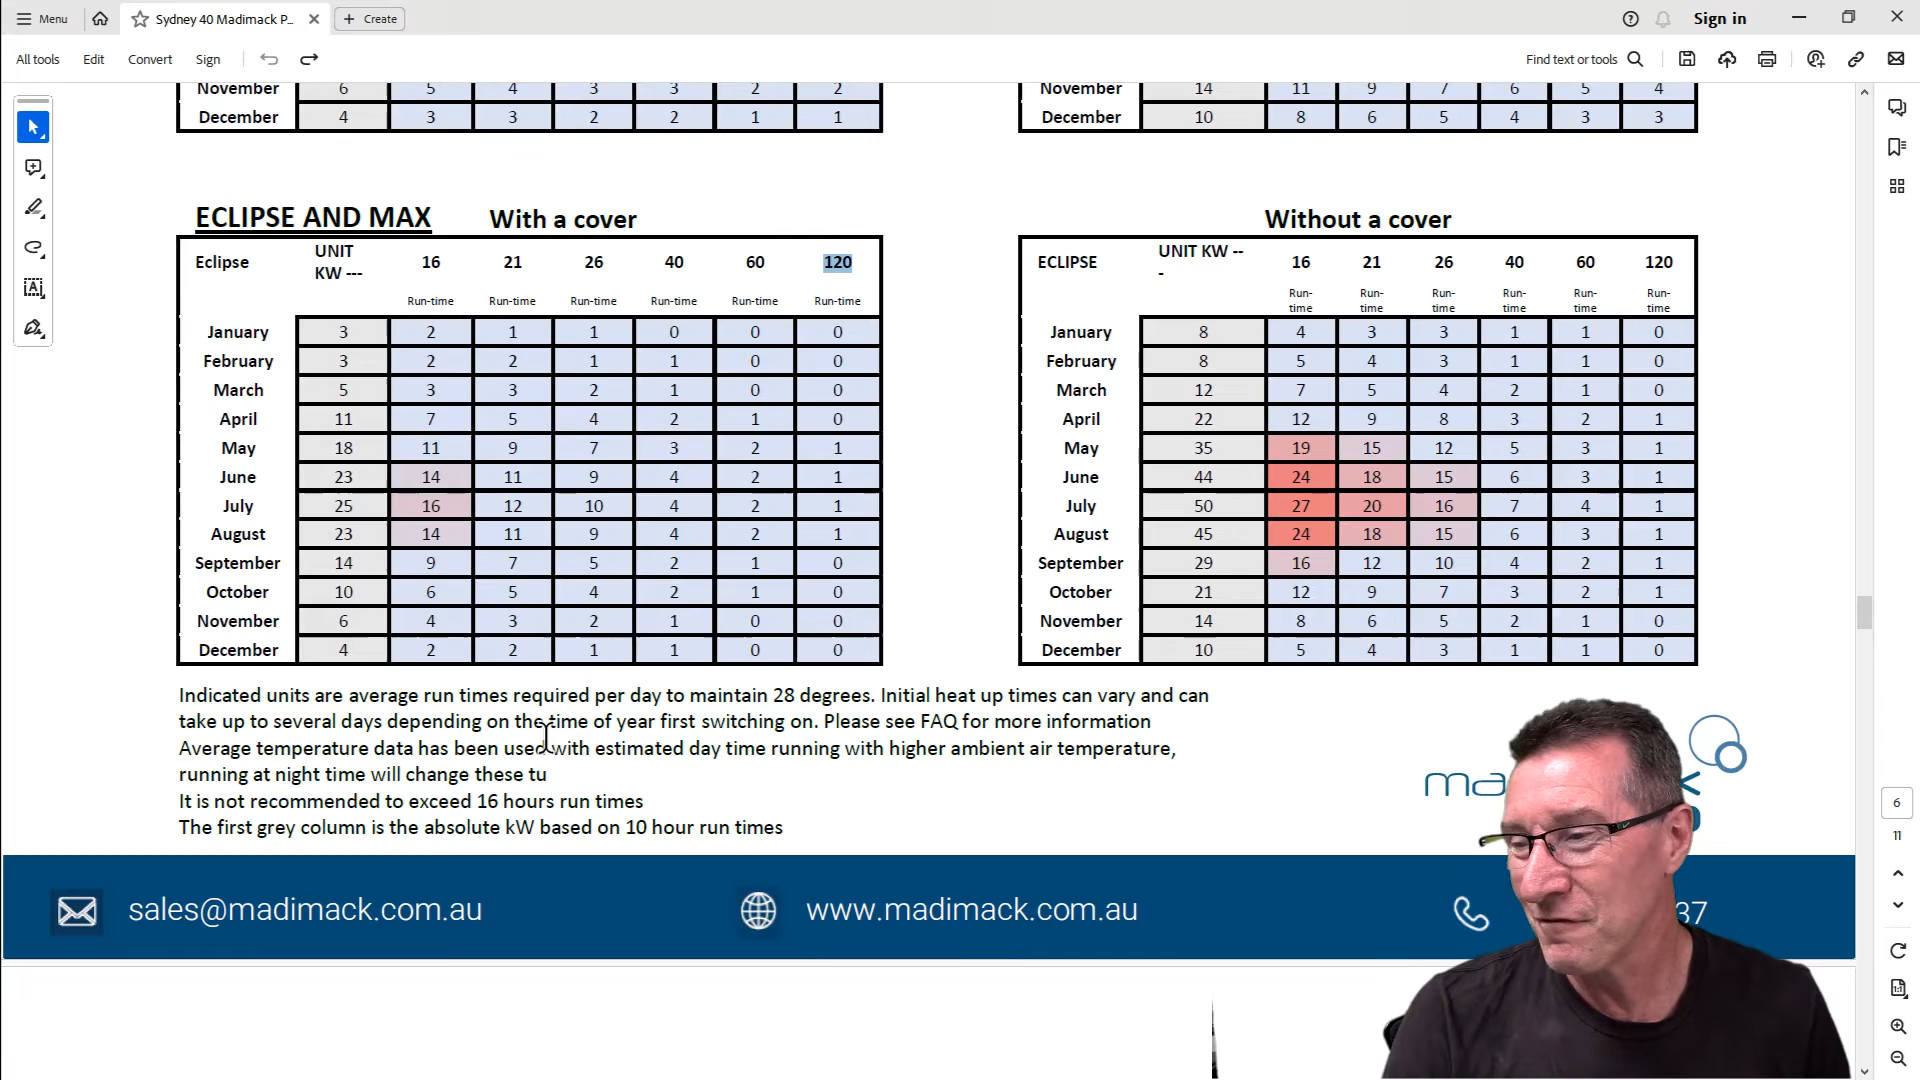 Menu
Sydney 40 Madimack P...
Create
Sign in
All tools
Edit
Convert
Sign
Find text or tools
November 6 5 4 3 3 2 2
December 4 3 3 2 2 1 1
November 14 11 9 7 6 5 4
December 10 8 6 5 4 3 3
ECLIPSE AND MAX With a cover
Eclipse UNIT KW --- 16 21 26 40 60 120
Run-time Run-time Run-time Run-time Run-time Run-time
January 3 2 1 1 0 0 0
February 3 2 2 1 1 0 0
March 5 3 3 2 1 0 0
April 11 7 5 4 2 1 0
May 18 11 9 7 3 2 1
June 23 14 11 9 4 2 1
July 25 16 12 10 4 2 1
August 23 14 11 9 4 2 1
September 14 9 7 5 2 1 0
October 10 6 5 4 2 1 0
November 6 4 3 2 1 0 0
December 4 2 2 1 1 0 0
Without a cover
ECLIPSE UNIT KW --- 16 21 26 40 60 120
Run-time Run-time Run-time Run-time Run-time Run-time
January 8 4 3 3 1 1 0
February 8 5 4 3 1 1 0
March 12 7 5 4 2 1 0
April 22 12 9 8 3 2 1
May 35 19 15 12 5 3 1
June 44 24 18 15 6 3 1
July 50 27 20 16 7 4 1
August 45 24 18 15 6 3 1
September 29 16 12 10 4 2 1
October 21 12 9 7 3 2 1
November 14 8 6 5 2 1 0
December 10 5 4 3 1 1 0
Indicated units are average run times required per day to maintain 28 degrees. Initial heat up times can vary and can
take up to several days depending on the time of year first switching on. Please see FAQ for more information
Average temperature data has been used with estimated day time running with higher ambient air temperature,
running at night time will change these tu
It is not recommended to exceed 16 hours run times
The first grey column is the absolute kW based on 10 hour run times
sales@madimack.com.au
www.madimack.com.au
37
6
11